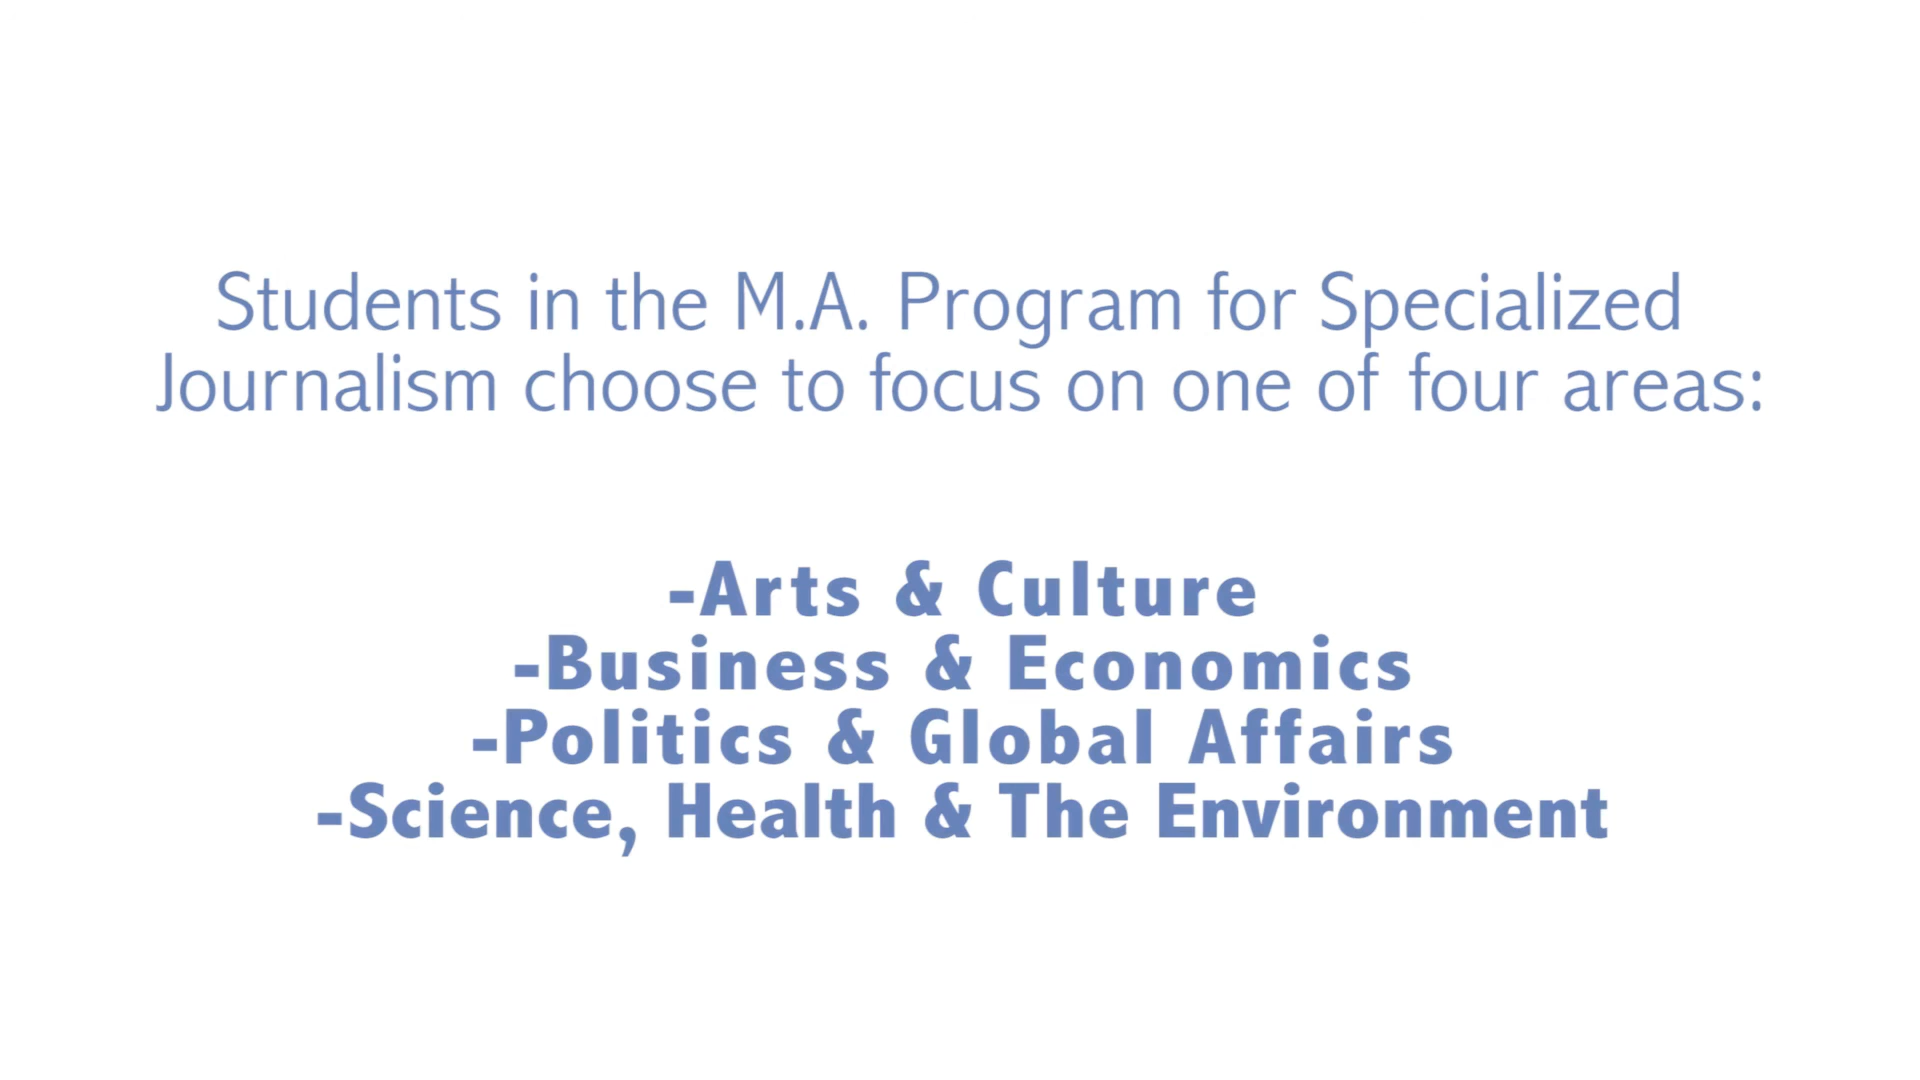 Students in the M.A. Program for Specialized
Journalism choose to focus on one of four areas:
-Arts & Culture
-Business & Economics
-Politics & Global Affairs
-Science, Health & The Environment